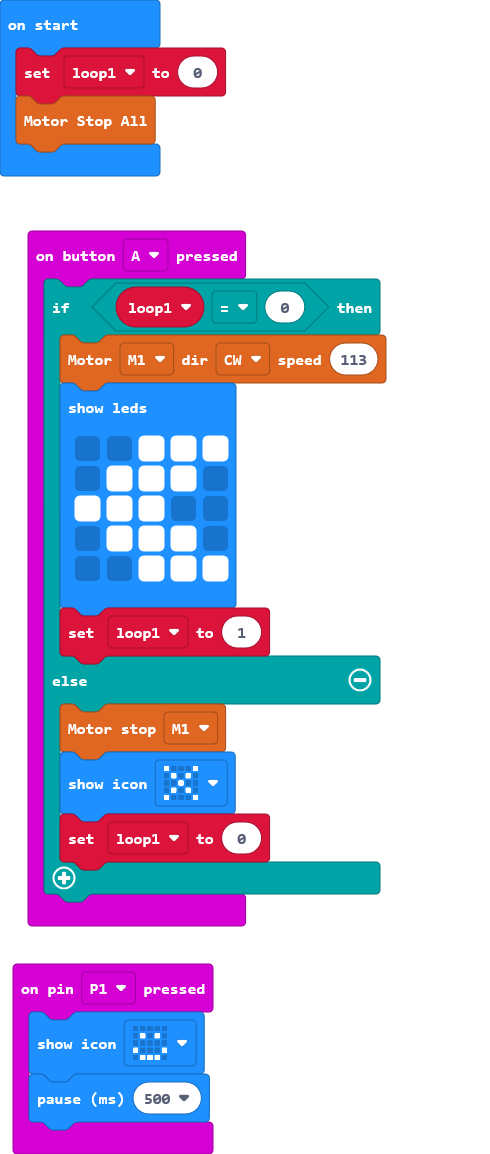 on start
set loop1 to 0
Motor Stop All
on button A pressed
if loop1 = 0 then
Motor M1 dir CW speed 113
show leds
set loop1 to 1
else
Motor stop M1
show icon
set loop1 to 0
on pin P1 pressed
show icon
pause (ms) 500